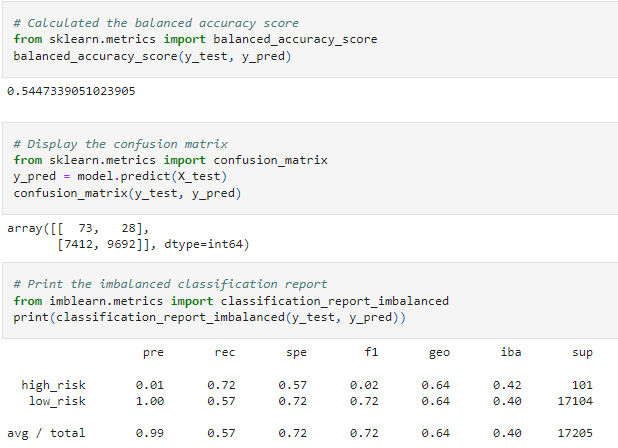 # Calculated the balanced accuracy score
from sklearn.metrics import balanced_accuracy_score
balanced_accuracy_score(y_test, y_pred)
0.5447339051023905
# Display the confusion matrix
from sklearn.metrics import confusion_matrix
y_pred = model.predict(X_test)
confusion_matrix(y_test, y_pred)
array([[  73,   28],
       [7412, 9692]], dtype=int64)
# Print the imbalanced classification report
from imblearn.metrics import classification_report_imbalanced
print(classification_report_imbalanced(y_test, y_pred))
pre rec spe f1 geo iba sup
high_risk 0.01 0.72 0.57 0.02 0.64 0.42 101
low_risk 1.00 0.57 0.72 0.72 0.64 0.40 17104
avg / total 0.99 0.57 0.72 0.72 0.64 0.40 17205